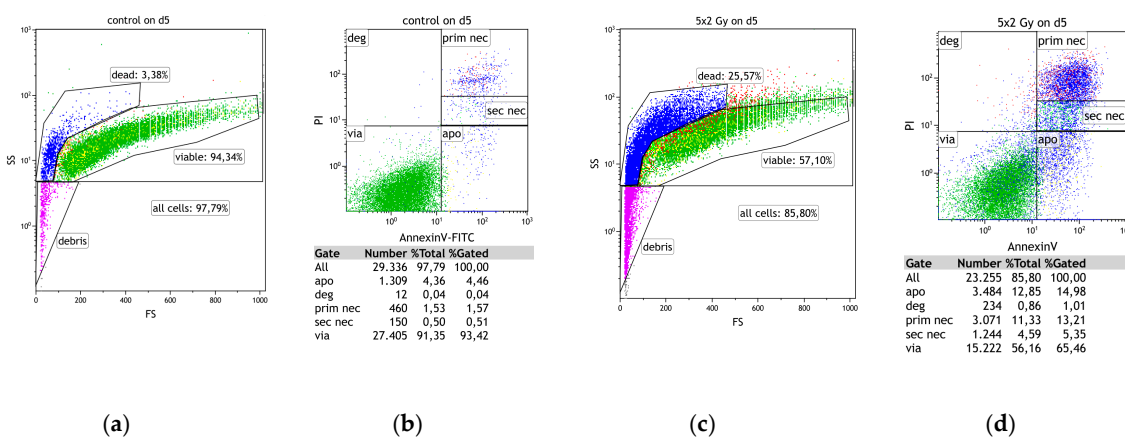 control on d5
10³
10²
10¹
10⁰
SS
dead: 3,38%
viable: 94,34%
all cells: 97,79%
debris
0
200
400
600
800
1000
FS
(a)
control on d5
deg
prim nec
sec nec
via
apo
10³
10²
10¹
10⁰
PI
10⁰
10¹
10²
10³
AnnexinV-FITC
Gate Number %Total %Gated
All 29.336 97,79 100,00
apo 1.309 4,36 4,46
deg 12 0,04 0,04
prim nec 460 1,53 1,57
sec nec 150 0,50 0,51
via 27.405 91,35 93,42
(b)
5x2 Gy on d5
10³
10²
10¹
10⁰
SS
dead: 25,57%
viable: 57,10%
all cells: 85,80%
debris
0
200
400
600
800
1000
FS
(c)
5x2 Gy on d5
deg
prim nec
sec nec
via
apo
10³
10²
10¹
10⁰
PI
10⁰
10¹
10²
AnnexinV
Gate Number %Total %Gated
All 23.255 85,80 100,00
apo 3.484 12,85 14,98
deg 234 0,86 1,01
prim nec 3.071 11,33 13,21
sec nec 1.244 4,59 5,35
via 15.222 56,16 65,46
(d)